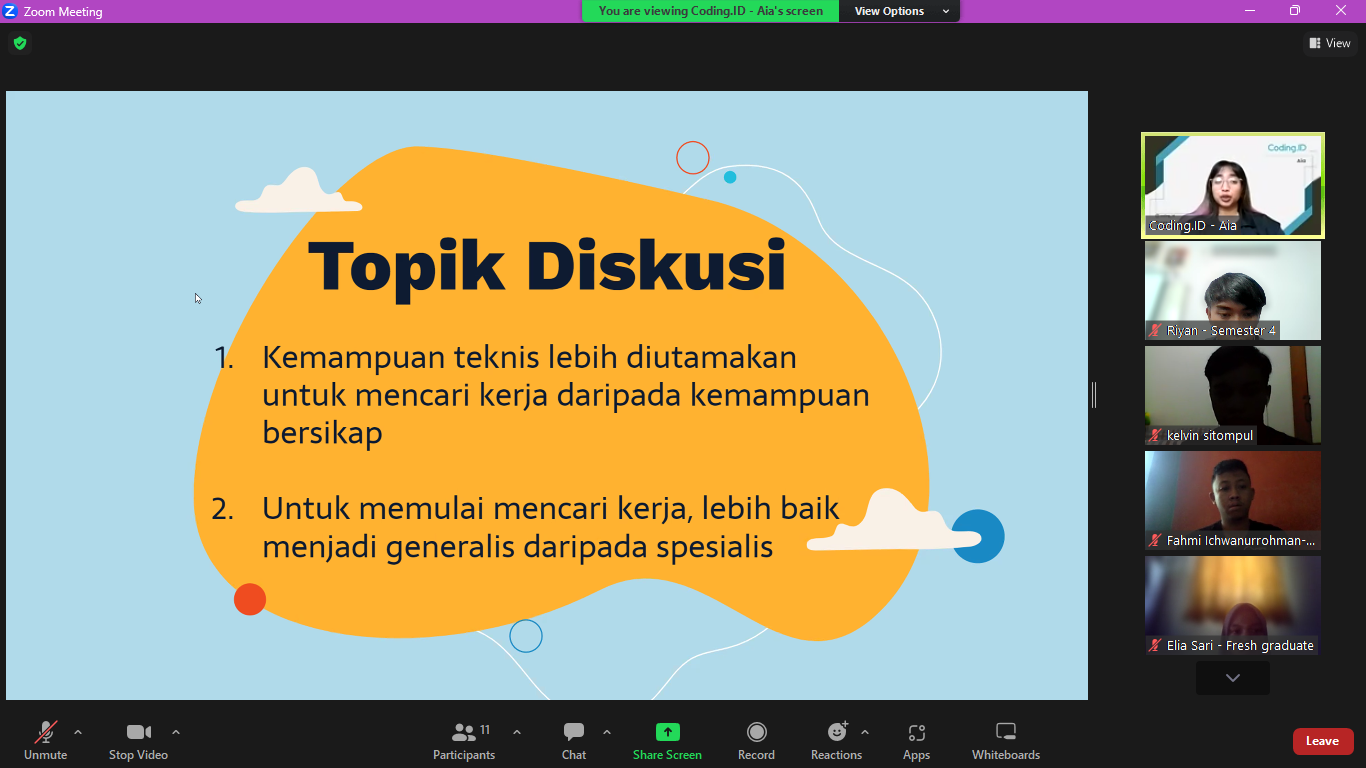 Zoom Meeting
You are viewing Coding.ID - Aia's screen
View Options
View
Topik Diskusi
1. Kemampuan teknis lebih diutamakan
untuk mencari kerja daripada kemampuan
bersikap
2. Untuk memulai mencari kerja, lebih baik
menjadi generalis daripada spesialis
Coding.ID
Aia
Coding.ID - Aia
Riyan - Semester 4
kelvin sitompul
Fahmi Ichwanurrohman-...
Elia Sari - Fresh graduate
Unmute
Stop Video
Participants
11
Chat
Share Screen
Record
Reactions
Apps
Whiteboards
Leave